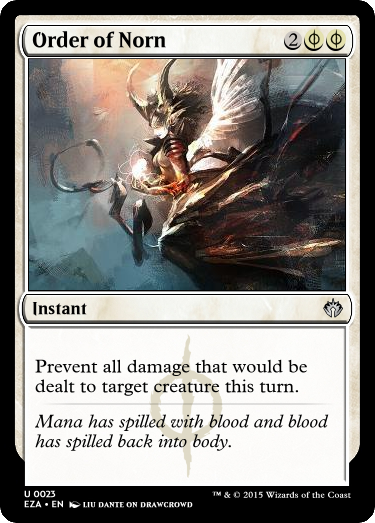 Order of Norn 2
Instant
Prevent all damage that would be
dealt to target creature this turn.
Mana has spilled with blood and blood
has spilled back into body.
U 0023
EZA • EN LIU DANTE ON DRAWCROWD
™ & © 2015 Wizards of the Coast